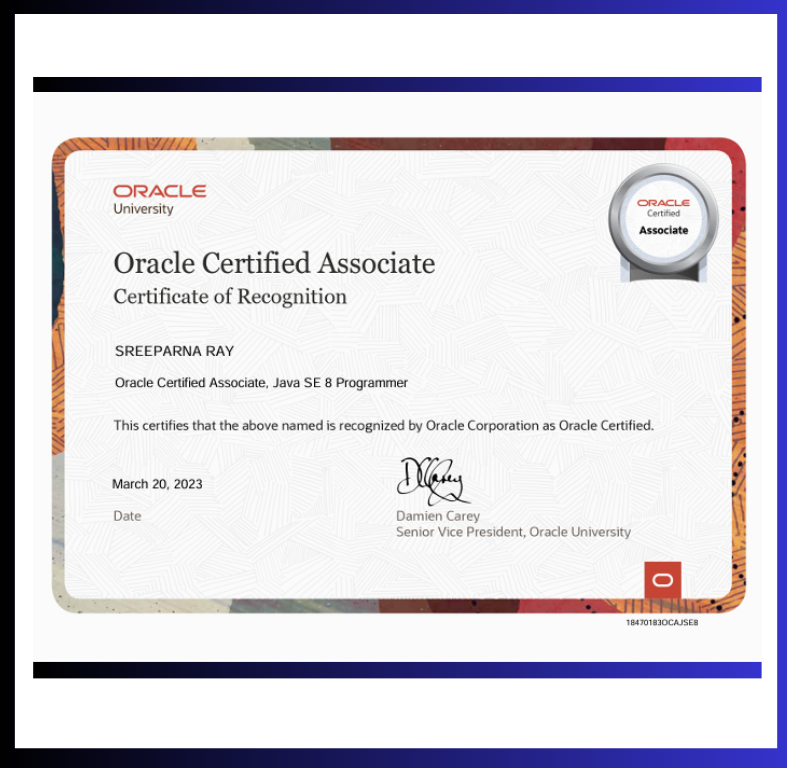 ORACLE
University
ORACLE
Certified
Associate
Oracle Certified Associate
Certificate of Recognition
SREEPARNA RAY
Oracle Certified Associate, Java SE 8 Programmer
This certifies that the above named is recognized by Oracle Corporation as Oracle Certified.
March 20, 2023
Date
DCarey
Damien Carey
Senior Vice President, Oracle University
184701830CAJSE8